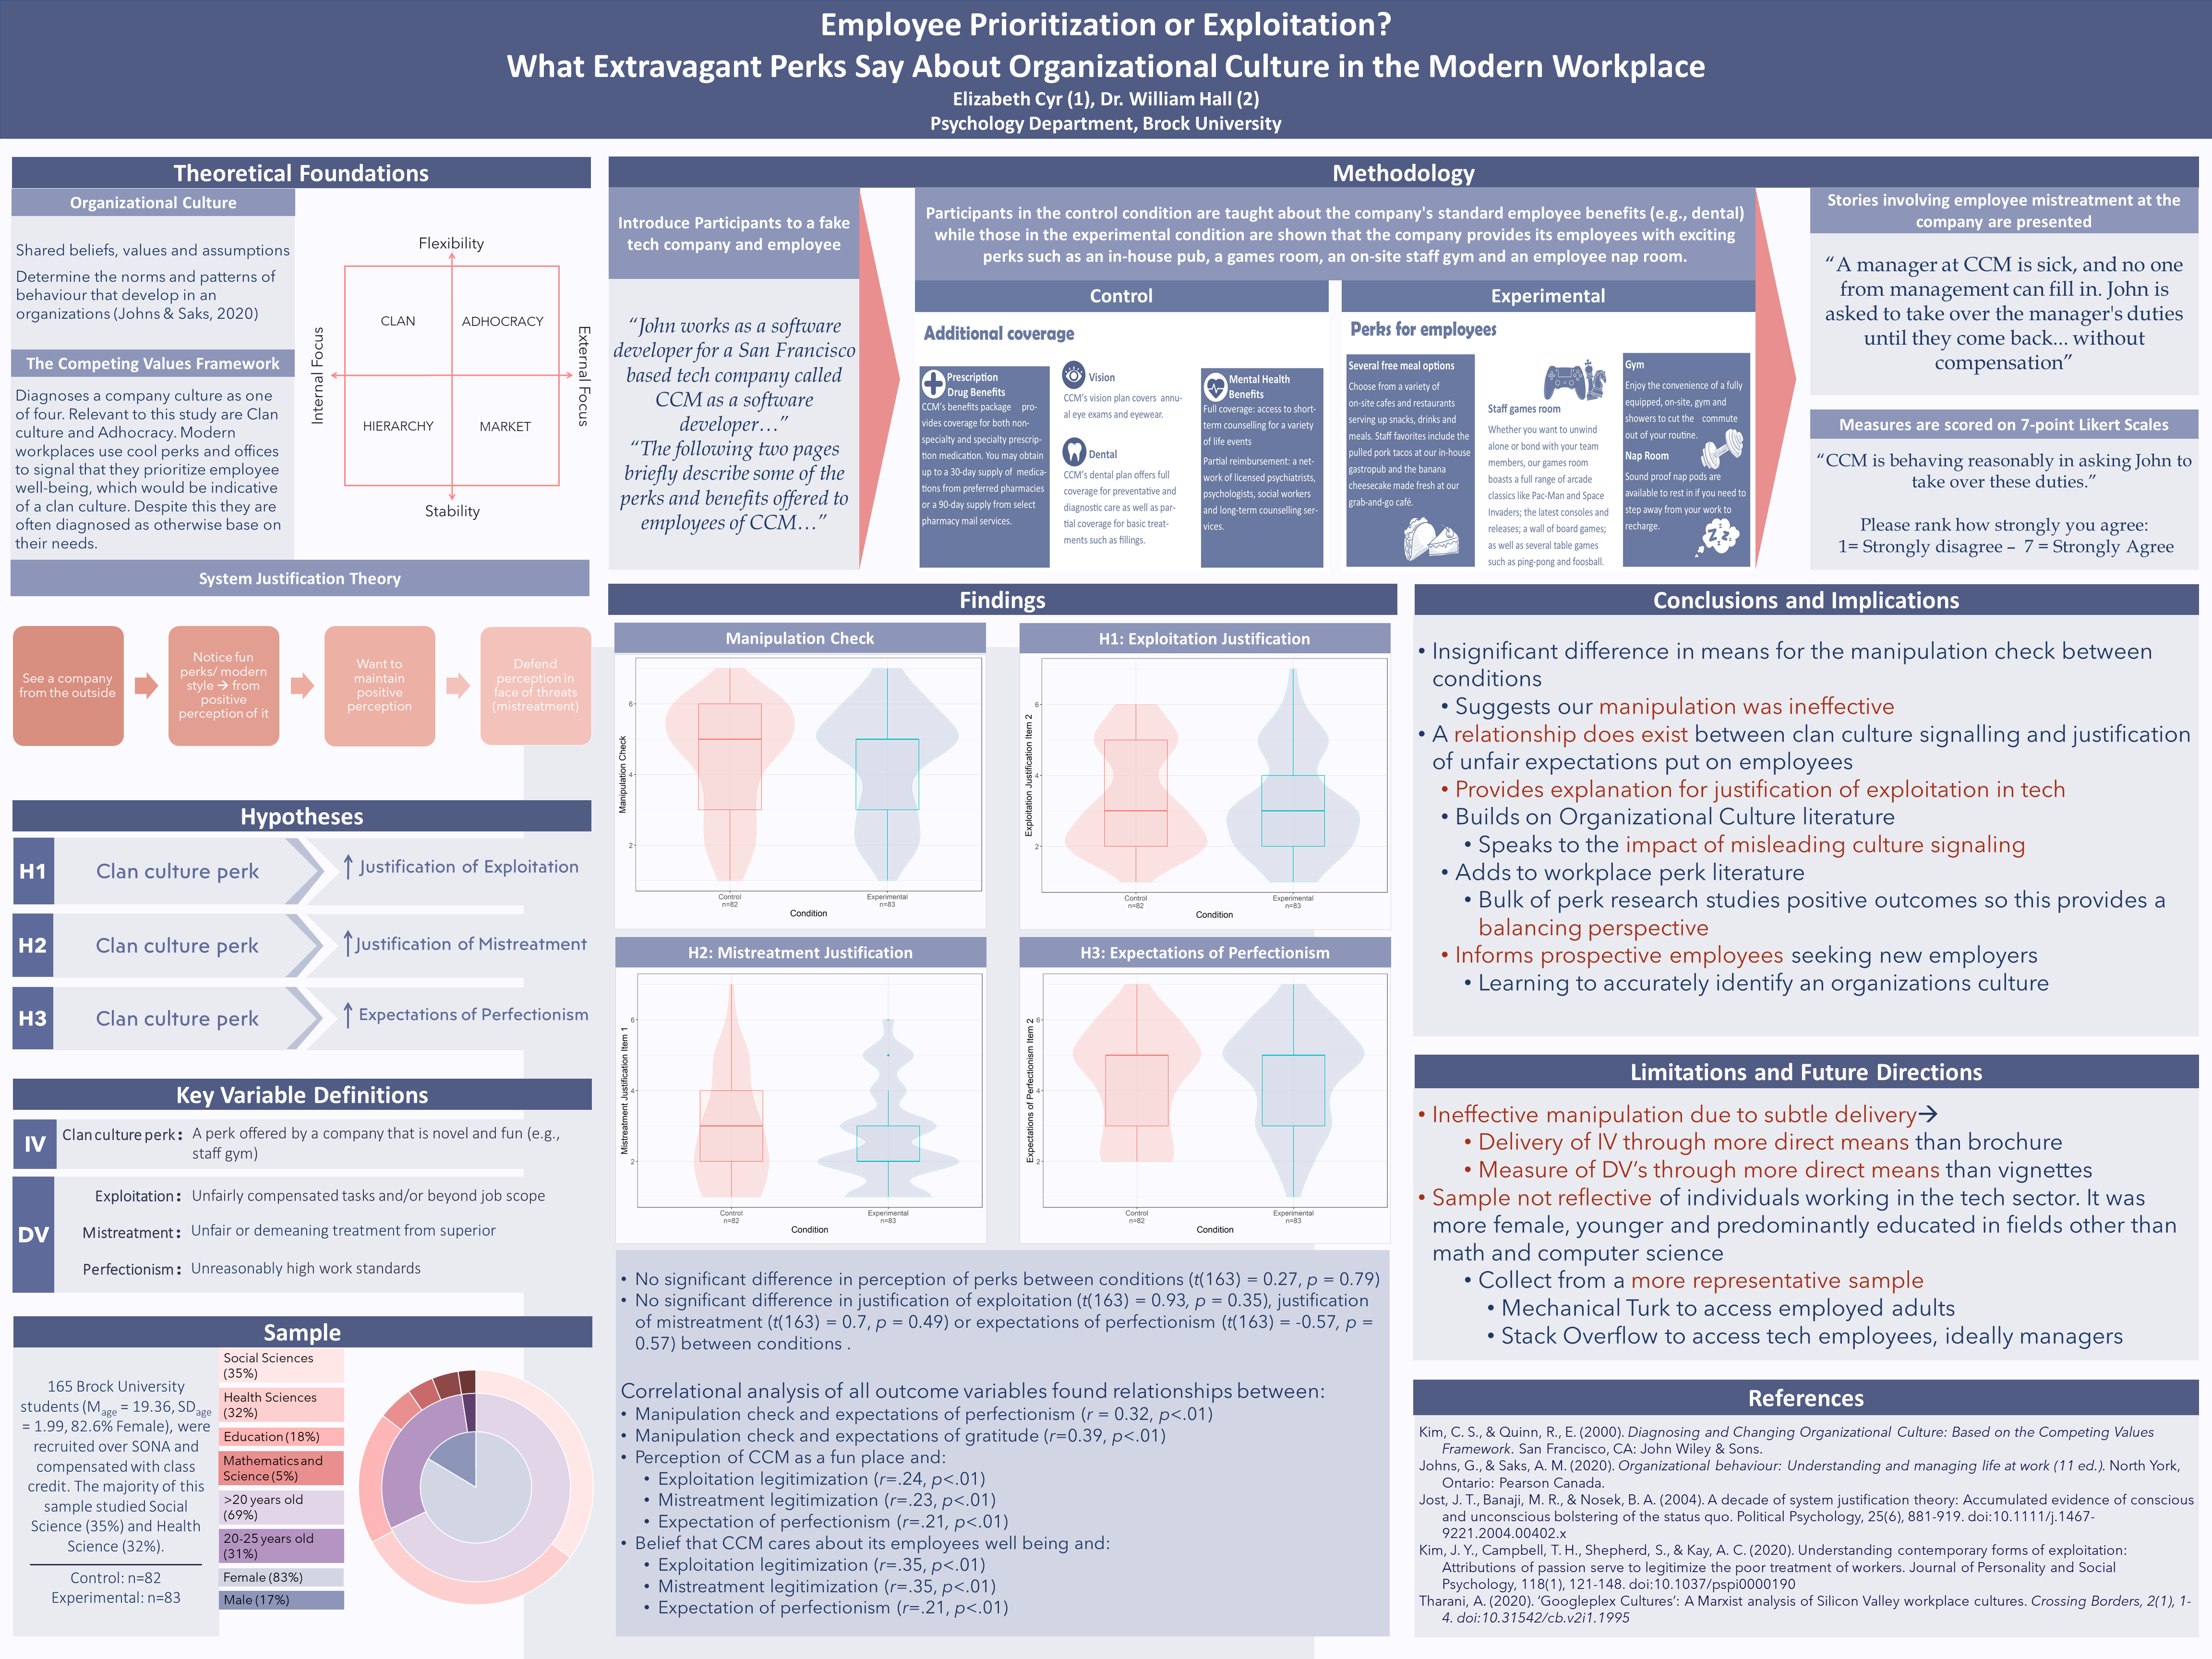 Employee Prioritization or Exploitation?
What Extravagant Perks Say About Organizational Culture in the Modern Workplace
Elizabeth Cyr (1), Dr. William Hall (2)
Psychology Department, Brock University
Theoretical Foundations
Organizational Culture
Shared beliefs, values and assumptions
Determine the norms and patterns of
behaviour that develop in an
organizations (Johns & Saks, 2020)
The Competing Values Framework
Diagnoses a company culture as one
of four. Relevant to this study are Clan
culture and Adhocracy. Modern
workplaces use cool perks and offices
to signal that they prioritize employee
well-being, which would be indicative
of a clan culture. Despite this they are
often diagnosed as otherwise base on
their needs.
Flexibility
Internal Focus
External Focus
CLAN
ADHOCRACY
HIERARCHY
MARKET
Stability
System Justification Theory
See a company
from the outside
Notice fun
perks/ modern
style → from
positive
perception of it
Want to
maintain
positive
perception
Defend
perception in
face of threats
(mistreatment)
Hypotheses
H1
Clan culture perk
↑ Justification of Exploitation
H2
Clan culture perk
↑ Justification of Mistreatment
H3
Clan culture perk
↑ Expectations of Perfectionism
Key Variable Definitions
IV
Clan culture perk: A perk offered by a company that is novel and fun (e.g.,
staff gym)
DV
Exploitation: Unfairly compensated tasks and/or beyond job scope
Mistreatment: Unfair or demeaning treatment from superior
Perfectionism: Unreasonably high work standards
Sample
165 Brock University
students (Mage = 19.36, SDage
= 1.99, 82.6% Female), were
recruited over SONA and
compensated with class
credit. The majority of this
sample studied Social
Science (35%) and Health
Science (32%).
Control: n=82
Experimental: n=83
Social Sciences
(35%)
Health Sciences
(32%)
Education (18%)
Mathematics and
Science (5%)
>20 years old
(69%)
20-25 years old
(31%)
Female (83%)
Male (17%)
Methodology
Introduce Participants to a fake
tech company and employee
“John works as a software
developer for a San Francisco
based tech company called
CCM as a software
developer…”
“The following two pages
briefly describe some of the
perks and benefits offered to
employees of CCM…”
Participants in the control condition are taught about the company's standard employee benefits (e.g., dental)
while those in the experimental condition are shown that the company provides its employees with exciting
perks such as an in-house pub, a games room, an on-site staff gym and an employee nap room.
Control
Additional coverage
Prescription
Drug Benefits
CCM's benefits package pro-
vides coverage for both non-
specialty and specialty prescrip-
tion medication. You may obtain
up to a 30-day supply of medica-
tions from preferred pharmacies
or a 90-day supply from select
pharmacy mail services.
Vision
CCM's vision plan covers annu-
al eye exams and eyewear.
Dental
CCM's dental plan offers full
coverage for preventative and
diagnostic care as well as par-
tial coverage for basic treat-
ments such as fillings.
Mental Health
Benefits
Full coverage: access to short-
term counselling for a variety
of life events
Partial reimbursement: a net-
work of licensed psychiatrists,
psychologists, social workers
and long-term counselling ser-
vices.
Experimental
Perks for employees
Several free meal options
Choose from a variety of
on-site cafes and restaurants
serving up snacks, drinks and
meals. Staff favorites include the
pulled pork tacos at our in-house
gastropub and the banana
cheesecake made fresh at our
grab-and-go café.
Staff games room
Whether you want to unwind
alone or bond with your team
members, our games room
boasts a full range of arcade
classics like Pac-Man and Space
Invaders; the latest consoles and
releases; a wall of board games;
as well as several table games
such as ping-pong and foosball.
Gym
Enjoy the convenience of a fully
equipped, on-site, gym and
showers to cut the commute
out of your routine.
Nap Room
Sound proof nap pods are
available to rest in if you need to
step away from your work to
recharge.
Z Z Z
Stories involving employee mistreatment at the
company are presented
“A manager at CCM is sick, and no one
from management can fill in. John is
asked to take over the manager's duties
until they come back... without
compensation”
Measures are scored on 7-point Likert Scales
“CCM is behaving reasonably in asking John to
take over these duties.”
Please rank how strongly you agree:
1= Strongly disagree – 7 = Strongly Agree
Findings
Manipulation Check
Manipulation Check
6
4
2
Control
n=82
Experimental
n=83
Condition
H1: Exploitation Justification
Exploitation Justification Item 2
6
4
2
Control
n=82
Experimental
n=83
Condition
H2: Mistreatment Justification
Mistreatment Justification Item 1
6
4
2
Control
n=82
Experimental
n=83
Condition
H3: Expectations of Perfectionism
Expectations of Perfectionism Item 2
6
4
2
Control
n=82
Experimental
n=83
Condition
• No significant difference in perception of perks between conditions (t(163) = 0.27, p = 0.79)
• No significant difference in justification of exploitation (t(163) = 0.93, p = 0.35), justification
of mistreatment (t(163) = 0.7, p = 0.49) or expectations of perfectionism (t(163) = -0.57, p =
0.57) between conditions .
Correlational analysis of all outcome variables found relationships between:
• Manipulation check and expectations of perfectionism (r = 0.32, p<.01)
• Manipulation check and expectations of gratitude (r=0.39, p<.01)
• Perception of CCM as a fun place and:
• Exploitation legitimization (r=.24, p<.01)
• Mistreatment legitimization (r=.23, p<.01)
• Expectation of perfectionism (r=.21, p<.01)
• Belief that CCM cares about its employees well being and:
• Exploitation legitimization (r=.35, p<.01)
• Mistreatment legitimization (r=.35, p<.01)
• Expectation of perfectionism (r=.21, p<.01)
Conclusions and Implications
• Insignificant difference in means for the manipulation check between
conditions
• Suggests our manipulation was ineffective
• A relationship does exist between clan culture signalling and justification
of unfair expectations put on employees
• Provides explanation for justification of exploitation in tech
• Builds on Organizational Culture literature
• Speaks to the impact of misleading culture signaling
• Adds to workplace perk literature
• Bulk of perk research studies positive outcomes so this provides a
balancing perspective
• Informs prospective employees seeking new employers
• Learning to accurately identify an organizations culture
Limitations and Future Directions
• Ineffective manipulation due to subtle delivery→
• Delivery of IV through more direct means than brochure
• Measure of DV's through more direct means than vignettes
• Sample not reflective of individuals working in the tech sector. It was
more female, younger and predominantly educated in fields other than
math and computer science
• Collect from a more representative sample
• Mechanical Turk to access employed adults
• Stack Overflow to access tech employees, ideally managers
References
Kim, C. S., & Quinn, R., E. (2000). Diagnosing and Changing Organizational Culture: Based on the Competing Values
Framework. San Francisco, CA: John Wiley & Sons.
Johns, G., & Saks, A. M. (2020). Organizational behaviour: Understanding and managing life at work (11 ed.). North York,
Ontario: Pearson Canada.
Jost, J. T., Banaji, M. R., & Nosek, B. A. (2004). A decade of system justification theory: Accumulated evidence of conscious
and unconscious bolstering of the status quo. Political Psychology, 25(6), 881-919. doi:10.1111/j.1467-
9221.2004.00402.x
Kim, J. Y., Campbell, T. H., Shepherd, S., & Kay, A. C. (2020). Understanding contemporary forms of exploitation:
Attributions of passion serve to legitimize the poor treatment of workers. Journal of Personality and Social
Psychology, 118(1), 121-148. doi:10.1037/pspi0000190
Tharani, A. (2020). 'Googleplex Cultures': A Marxist analysis of Silicon Valley workplace cultures. Crossing Borders, 2(1), 1-
4. doi:10.31542/cb.v2i1.1995